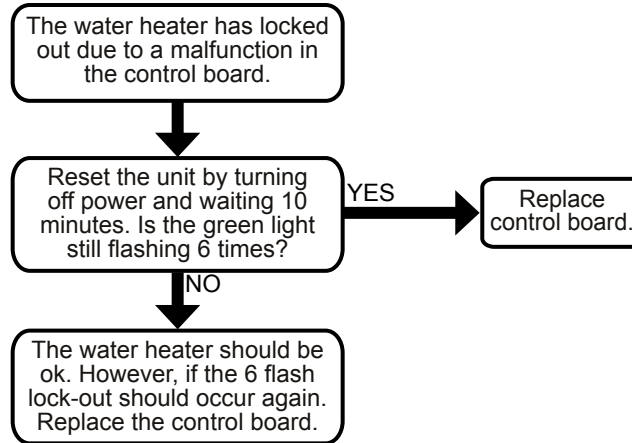 The water heater has locked
out due to a malfunction in
the control board.
Reset the unit by turning
off power and waiting 10
minutes. Is the green light
still flashing 6 times?
YES
Replace
control board.
NO
The water heater should be
ok. However, if the 6 flash
lock-out should occur again.
Replace the control board.